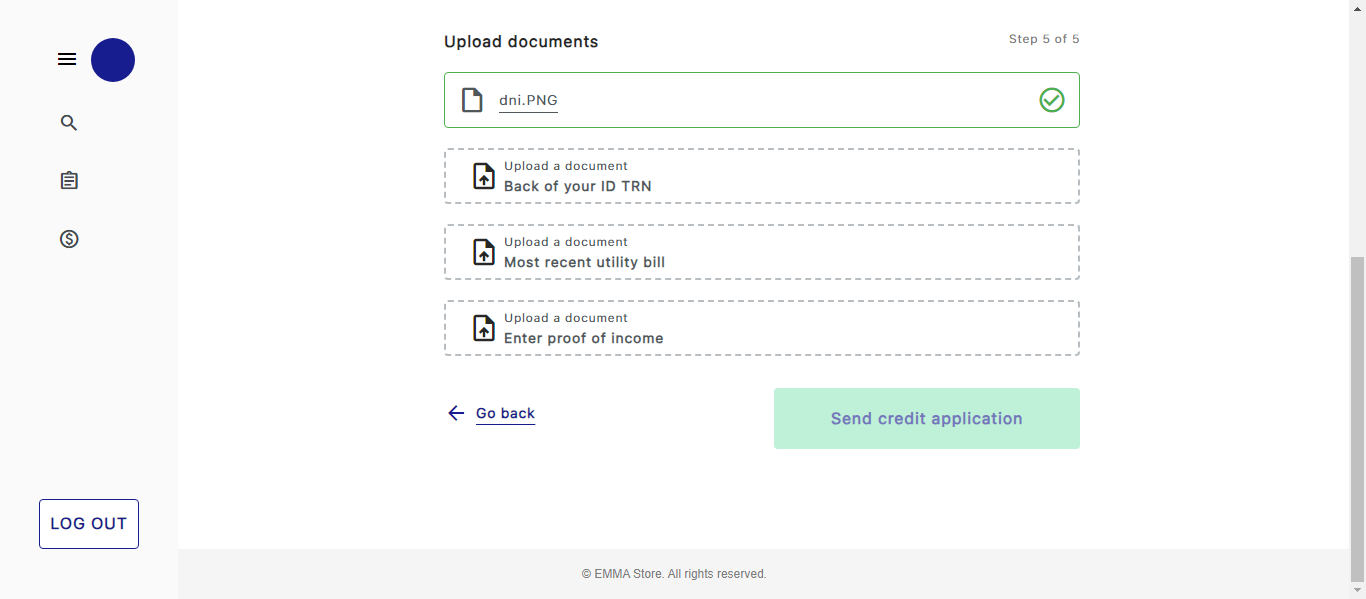 Upload documents
Step 5 of 5
dni.PNG
Upload a document
Back of your ID TRN
Upload a document
Most recent utility bill
Upload a document
Enter proof of income
Go back
Send credit application
LOG OUT
© EMMA Store. All rights reserved.